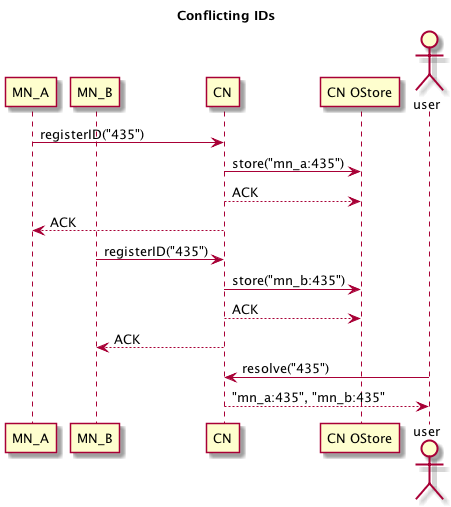 Conflicting IDs
user
MN_A
MN_B
CN
CN OStore
registerID("435")
store("mn_a:435")
ACK
ACK
registerID("435")
store("mn_b:435")
ACK
ACK
resolve("435")
"mn_a:435", "mn_b:435"
MN_A
MN_B
CN
CN OStore
user